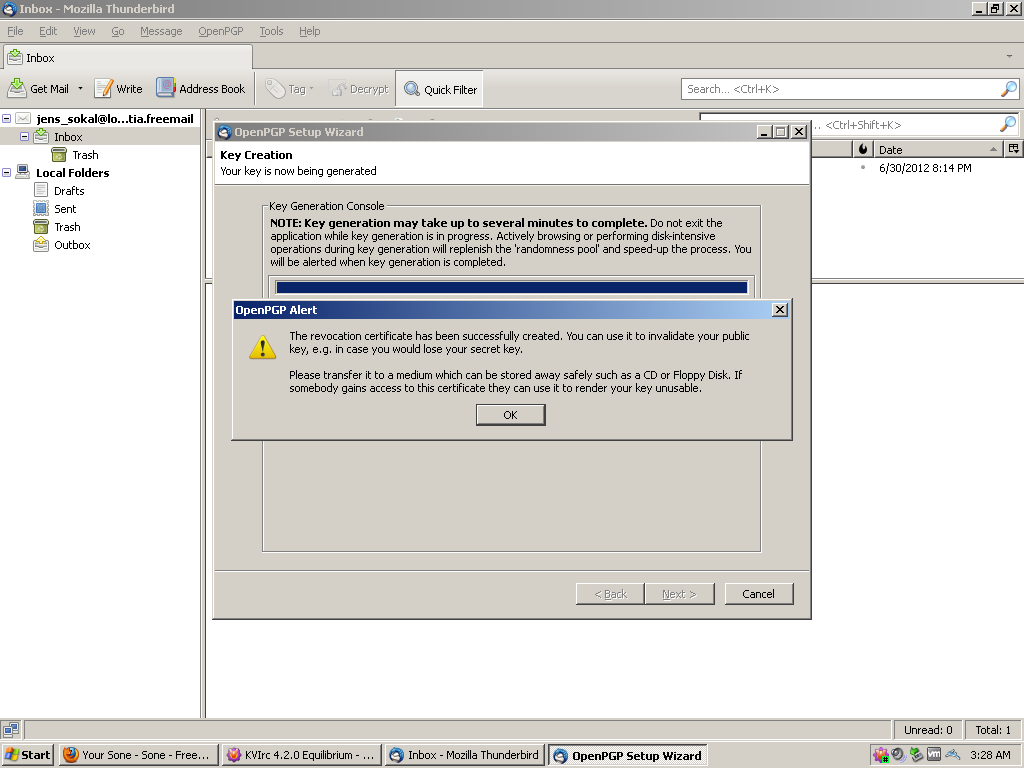 Inbox - Mozilla Thunderbird
File Edit View Go Message OpenPGP Tools Help
Inbox
Get Mail Write Address Book Tag Decrypt Quick Filter Search... <Ctrl+K>
jens_sokal@lo...tia.freemail
Inbox
Trash
Local Folders
Drafts
Sent
Trash
Outbox
... <Ctrl+Shift+K>
Date
6/30/2012 8:14 PM
OpenPGP Setup Wizard
Key Creation
Your key is now being generated
Key Generation Console
NOTE: Key generation may take up to several minutes to complete. Do not exit the
application while key generation is in progress. Actively browsing or performing disk-intensive
operations during key generation will replenish the 'randomness pool' and speed-up the process. You
will be alerted when key generation is completed.
OpenPGP Alert
The revocation certificate has been successfully created. You can use it to invalidate your public
key, e.g. in case you would lose your secret key.
Please transfer it to a medium which can be stored away safely such as a CD or Floppy Disk. If
somebody gains access to this certificate they can use it to render your key unusable.
OK
< Back Next > Cancel
Unread: 0 Total: 1
Start Your Sone - Sone - Free... KVIrc 4.2.0 Equilibrium - ... Inbox - Mozilla Thunderbird OpenPGP Setup Wizard 3:28 AM